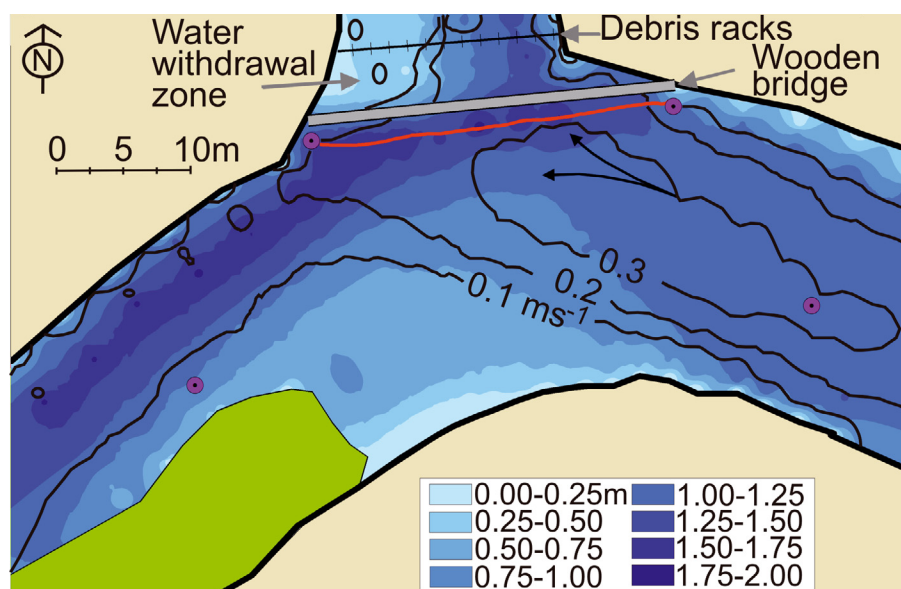 0
Debris racks
Water
withdrawal
zone
0
Wooden
bridge
N
0 5 10m
0.3
0.2
0.1 ms-1
0.00-0.25m
0.25-0.50
0.50-0.75
0.75-1.00
1.00-1.25
1.25-1.50
1.50-1.75
1.75-2.00